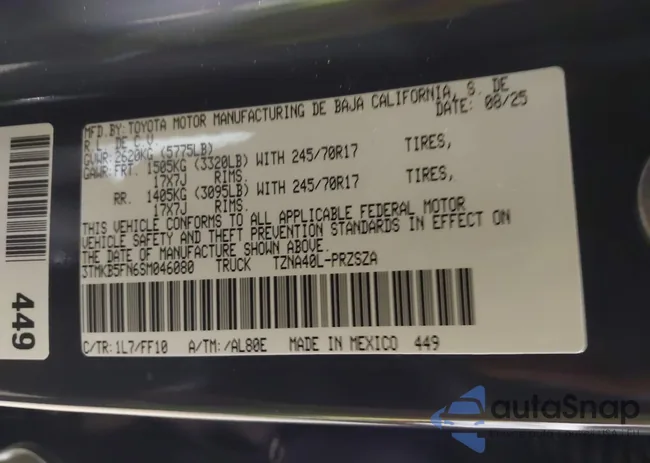 MFD.BY:TOYOTA MOTOR MANUFACTURING DE BAJA CALIFORNIA, S. DE
R.L. DE C.V. DATE: 08/25
GVWR:2620KG (5775LB)
GAWR:FRT. 1505KG (3320LB) WITH 245/70R17 TIRES,
17X7J RIMS.
RR. 1405KG (3095LB) WITH 245/70R17 TIRES,
17X7J RIMS.
THIS VEHICLE CONFORMS TO ALL APPLICABLE FEDERAL MOTOR
VEHICLE SAFETY AND THEFT PREVENTION STANDARDS IN EFFECT ON
THE DATE OF MANUFACTURE SHOWN ABOVE.
3TMKB5FN6SM046080 TRUCK TZNA40L-PRZSZA
C/TR: 1L7/FF10 A/TM: /AL80E MADE IN MEXICO 449
449
autoSnap